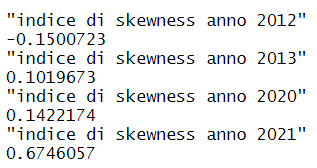 "indice di skewness anno 2012"
-0.1500723
"indice di skewness anno 2013"
0.1019673
"indice di skewness anno 2020"
0.1422174
"indice di skewness anno 2021"
0.6746057